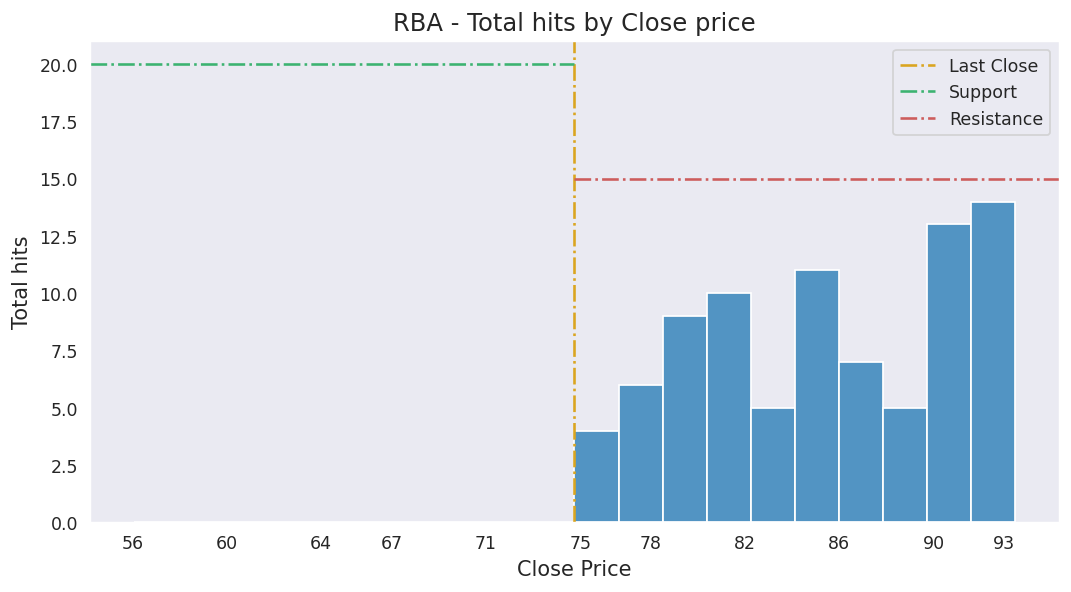 RBA - Total hits by Close price
20.0
17.5
15.0
12.5
10.0
7.5
5.0
2.5
0.0
Total hits
Last Close
Support
Resistance
56 60 64 67 71 75 78 82 86 90 93
Close Price